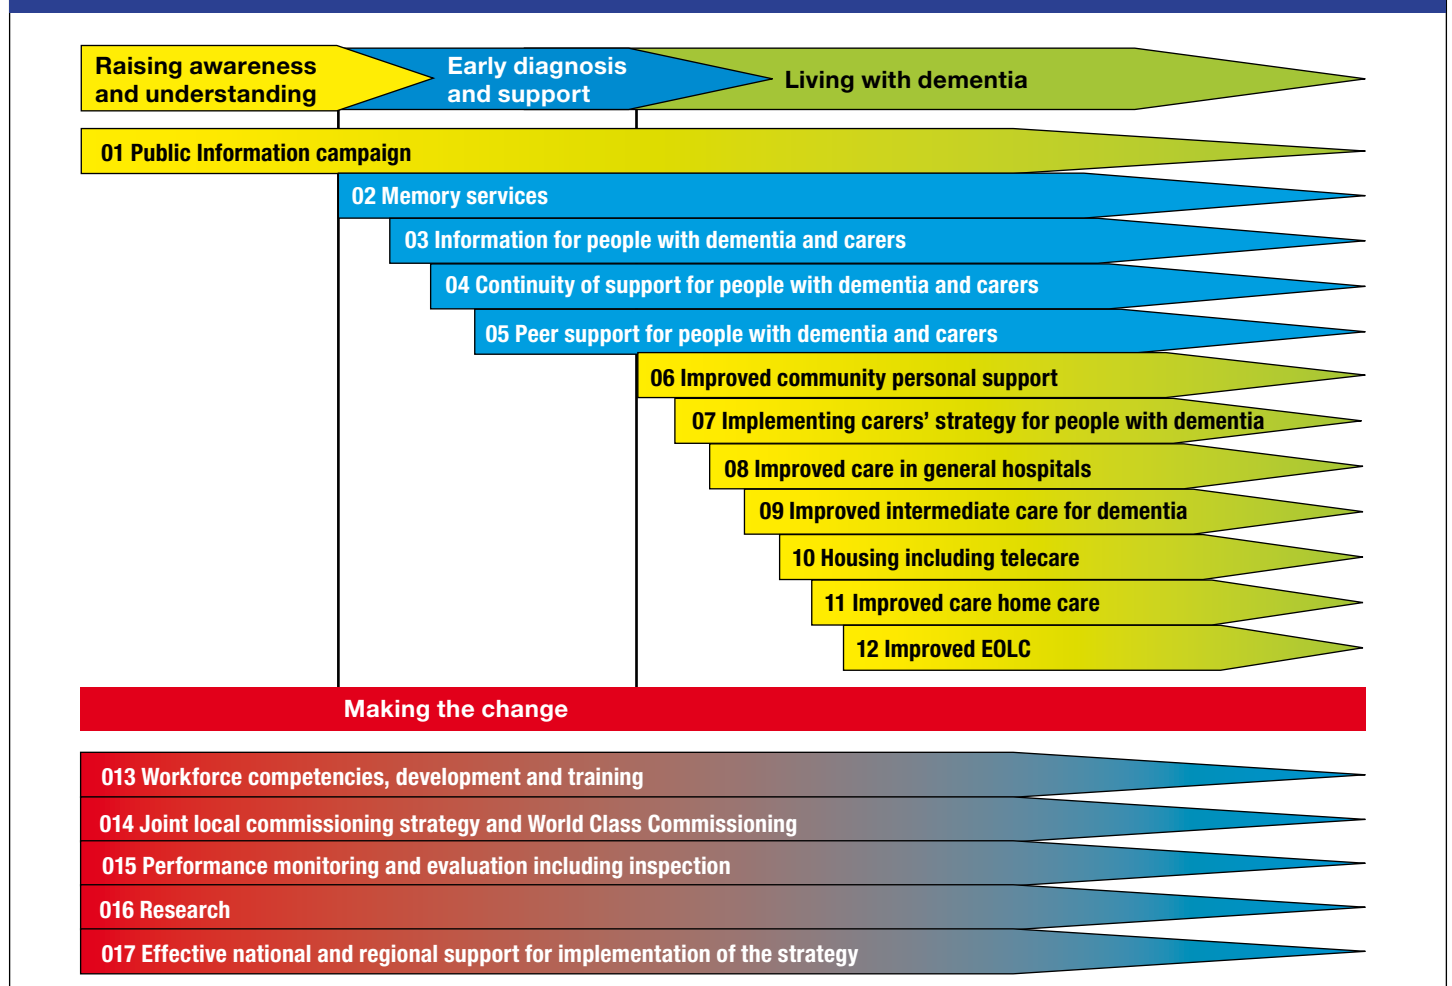 Raising awareness
and understanding
Early diagnosis
and support
Living with dementia
01 Public Information campaign
02 Memory services
03 Information for people with dementia and carers
04 Continuity of support for people with dementia and carers
05 Peer support for people with dementia and carers
06 Improved community personal support
07 Implementing carers’ strategy for people with dementia
08 Improved care in general hospitals
09 Improved intermediate care for dementia
10 Housing including telecare
11 Improved care home care
12 Improved EOLC
Making the change
013 Workforce competencies, development and training
014 Joint local commissioning strategy and World Class Commissioning
015 Performance monitoring and evaluation including inspection
016 Research
017 Effective national and regional support for implementation of the strategy